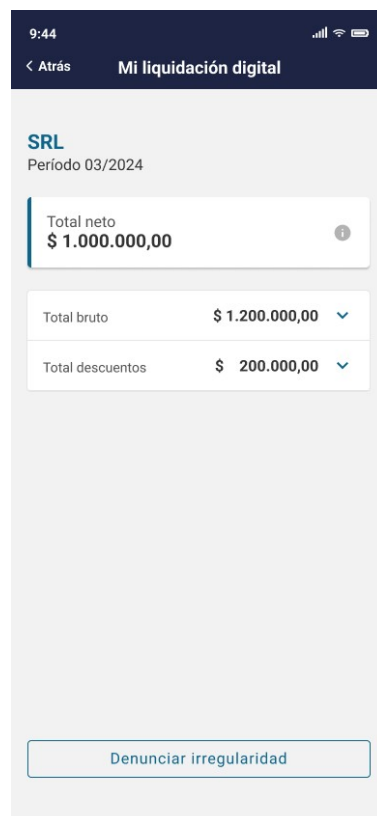 9:44
Atrás Mi liquidación digital
SRL
Período 03/2024
Total neto
$ 1.000.000,00
Total bruto $ 1.200.000,00
Total descuentos $ 200.000,00
Denunciar irregularidad